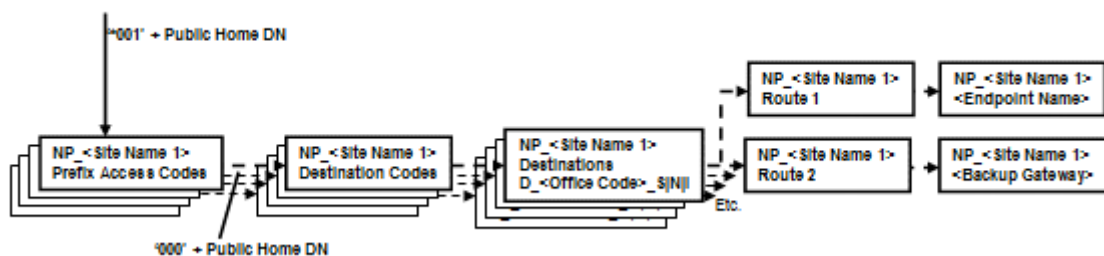 "*001" + Public Home DN
NP_<Site Name 1>
Route 1
NP_<Site Name 1>
<Endpoint Name>
NP_<Site Name 1>
Prefix Access Codes
NP_<Site Name 1>
Destination Codes
NP_<Site Name 1>
Destinations
D_<Office Code>_$|N|I
NP_<Site Name 1>
Route 2
NP_<Site Name 1>
<Backup Gateway>
Etc.
"000" + Public Home DN